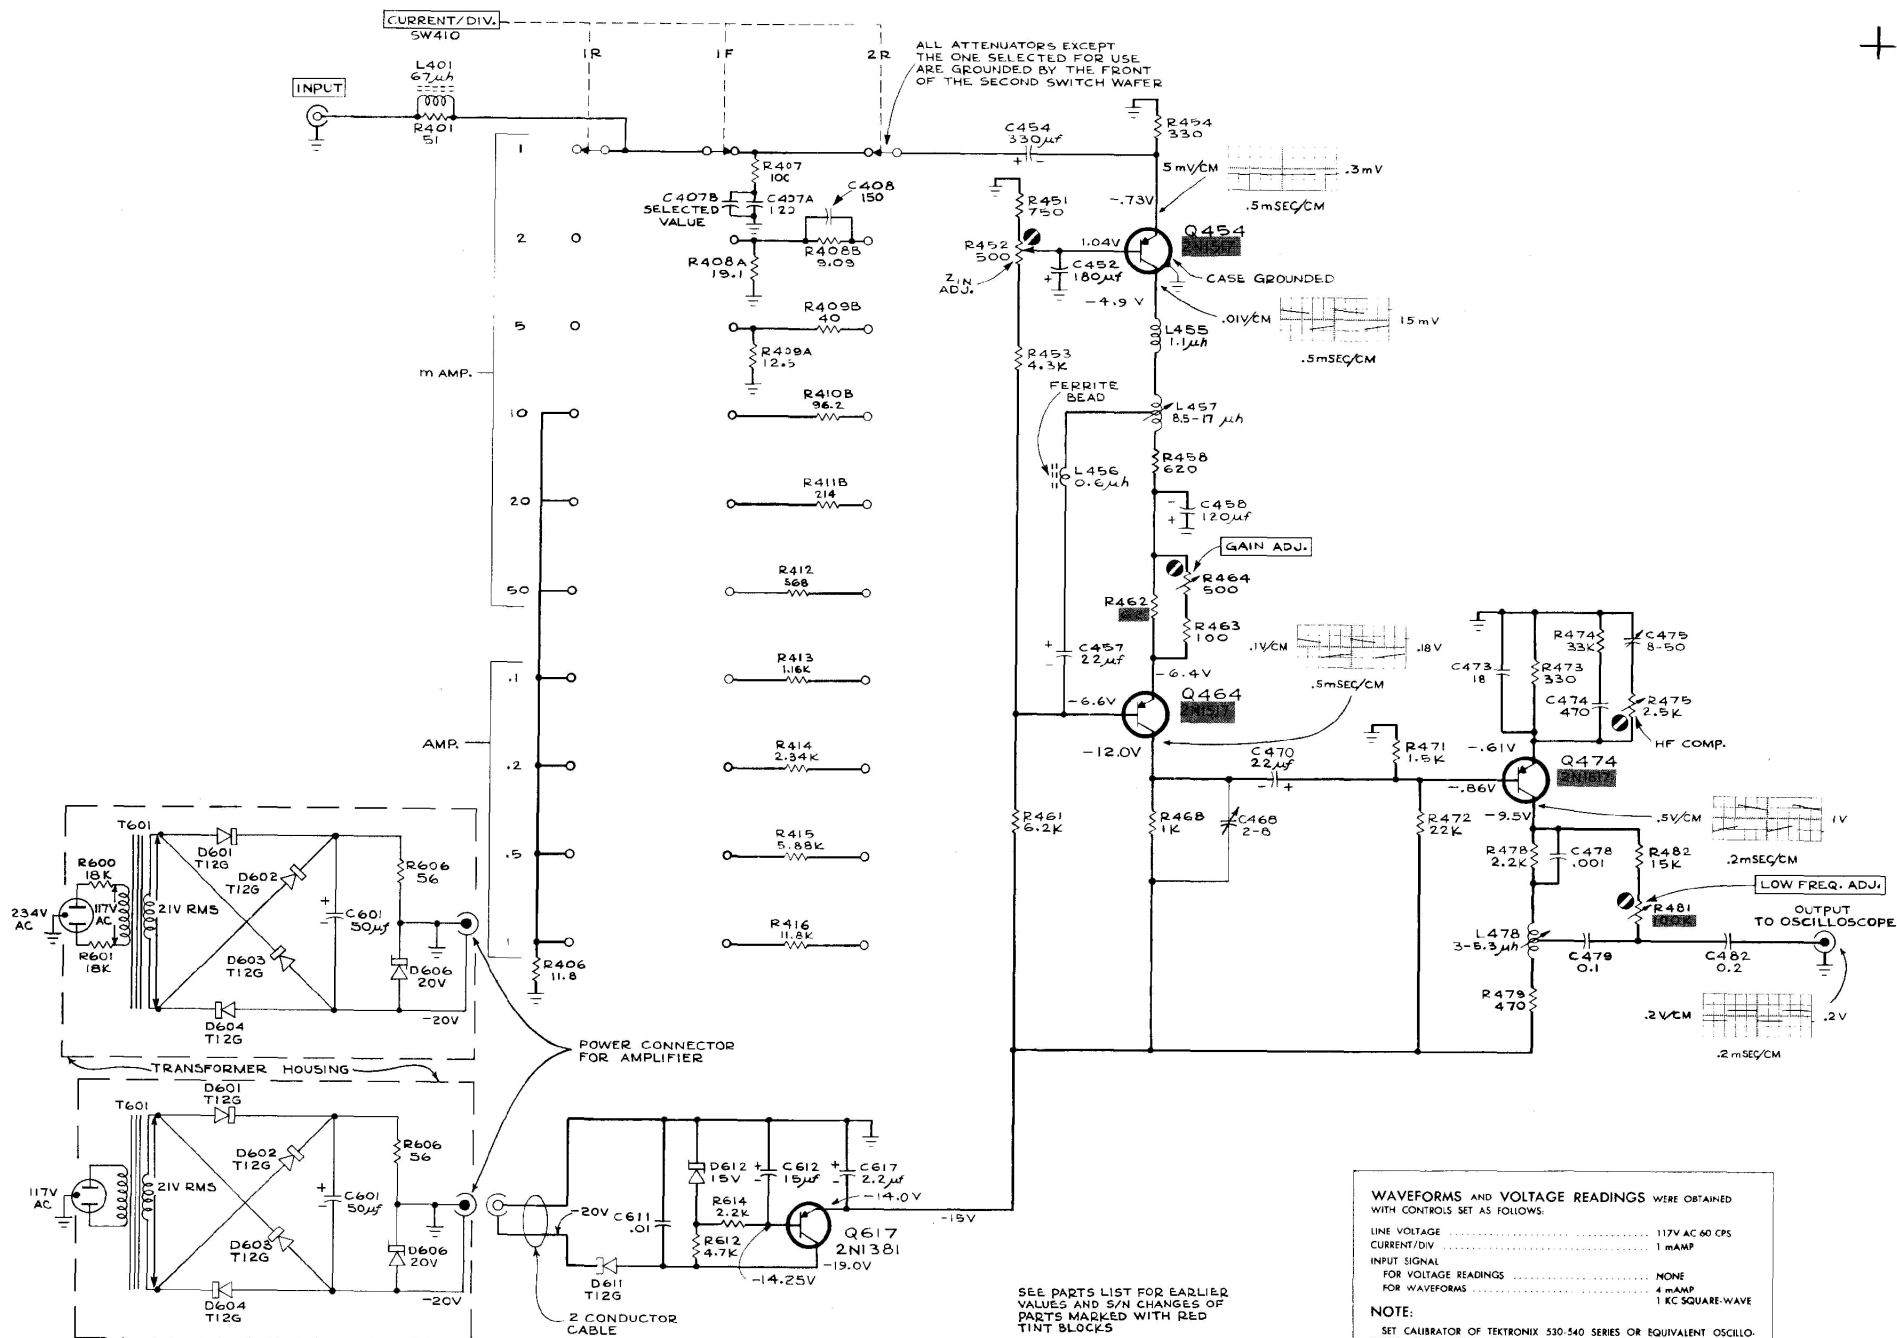 CURRENT/DIV.
SW410
1R
1F
2R
ALL ATTENUATORS EXCEPT
THE ONE SELECTED FOR USE
ARE GROUNDED BY THE FRONT
OF THE SECOND SWITCH WAFER
L401
67µh
INPUT
R401
51
m AMP.
1
2
5
10
20
50
AMP.
.1
.2
.5
1
R407
100
C407B
SELECTED
VALUE
C407A
120
C408
150
R408A
19.1
R408B
9.09
R409B
40
R409A
12.5
R410B
96.2
R411B
214
R412
568
R413
1.16K
R414
2.34K
R415
5.88K
R416
11.8K
R406
11.8
C454
330µf
+ -
R454
330
5mV/CM
.3mV
.5mSEC/CM
-.73V
R451
750
R452
500
ZIN
ADJ.
1.04V
C452
180µf
+
Q454
2N1517
CASE GROUNDED
-4.9 V
.01V/CM
15mV
.5mSEC/CM
L455
1.1µh
R453
4.3K
FERRITE
BEAD
L457
8.5-17 µh
L456
0.6µh
R458
620
-
C458
+ 120µf
GAIN ADJ.
R464
500
R462
R463
100
+ C457
- 22µf
.1V/CM
.18V
.5mSEC/CM
-6.4V
-6.6V
Q464
2N1517
-12.0V
C470
22µf
- +
R471
1.5K
R461
6.2K
R468
1K
C468
2-8
R472
22K
C473
18
R473
330
R474
33K
C474
470
C475
8-50
R475
2.5K
HF COMP.
-.61V
Q474
2N1517
-.86V
-9.5V
.5V/CM
1V
.2mSEC/CM
R478
2.2K
C478
.001
R482
15K
LOW FREQ. ADJ.
R481
100K
OUTPUT
TO OSCILLOSCOPE
L478
3-5.3µh
C479
0.1
C482
0.2
R479
470
.2V/CM
.2V
.2mSEC/CM
T601
R600
18K
234V
AC
117V
AC
R601
18K
21V RMS
D601
T12G
D602
T12G
D603
T12G
D604
T12G
+
-
C601
50µf
R606
56
D606
20V
-20V
TRANSFORMER HOUSING
POWER CONNECTOR
FOR AMPLIFIER
T601
117V
AC
21V RMS
D601
T12G
D602
T12G
D603
T12G
D604
T12G
+
-
C601
50µf
R606
56
D606
20V
-20V
-20V
C611
.01
D611
T12G
2 CONDUCTOR
CABLE
D612
15V
R614
2.2K
R612
4.7K
+
-
C612
15µf
+
-
C617
2.2µf
-14.0V
-15V
Q617
2N1381
-19.0V
-14.25V
SEE PARTS LIST FOR EARLIER
VALUES AND S/N CHANGES OF
PARTS MARKED WITH RED
TINT BLOCKS
WAVEFORMS AND VOLTAGE READINGS WERE OBTAINED
WITH CONTROLS SET AS FOLLOWS:
LINE VOLTAGE ........ 117V AC 60 CPS
CURRENT/DIV ........ 1 mAMP
INPUT SIGNAL
FOR VOLTAGE READINGS ........ NONE
FOR WAVEFORMS ........ 4 mAMP
1 KC SQUARE-WAVE
NOTE:
SET CALIBRATOR OF TEKTRONIX 530-540 SERIES OR EQUIVALENT OSCILLO-